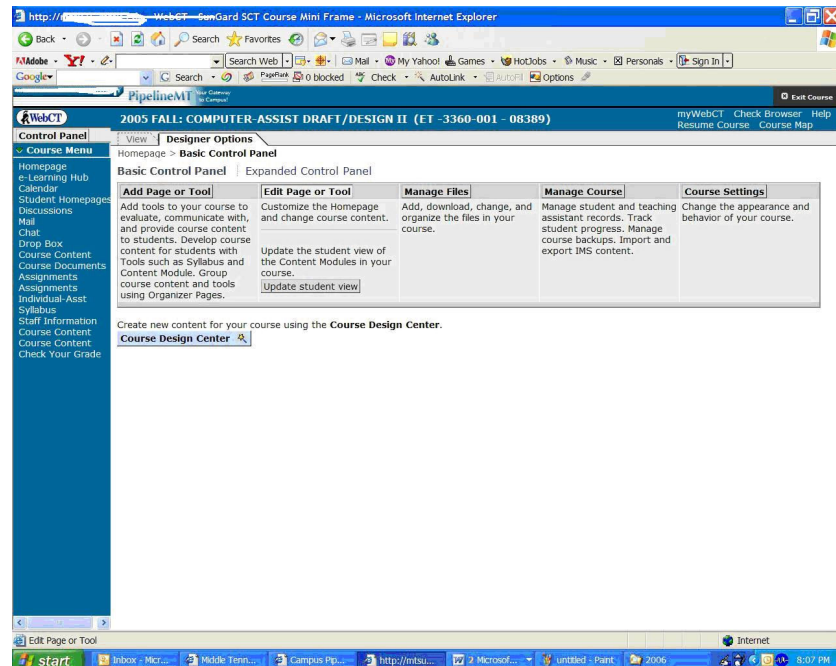 http:// WebCT - SunGard SCT Course Mini Frame - Microsoft Internet Explorer
Back Search Favorites
Adobe Y! Search Web Mail My Yahoo! Games HotJobs Music Personals Sign In
Google Search PageRank 0 blocked Check AutoLink AutoFill Options
PipelineMT Your Gateway to Campus! Exit Course
WebCT 2005 FALL: COMPUTER-ASSIST DRAFT/DESIGN II (ET -3360-001 - 08389) myWebCT Check Browser Help
Resume Course Course Map
Control Panel View Designer Options
Course Menu Homepage > Basic Control Panel
Basic Control Panel Expanded Control Panel
Homepage
e-Learning Hub
Calendar
Student Homepages
Discussions
Mail
Chat
Drop Box
Course Content
Course Documents
Assignments
Assignments
Individual-Asst
Syllabus
Staff Information
Course Content
Course Content
Check Your Grade
Add Page or Tool
Add tools to your course to
evaluate, communicate with,
and provide course content
to students. Develop course
content for students with
Tools such as Syllabus and
Content Module. Group
course content and tools
using Organizer Pages.
Edit Page or Tool
Customize the Homepage
and change course content.
Update the student view of
the Content Modules in your
course.
Update student view
Manage Files
Add, download, change, and
organize the files in your
course.
Manage Course
Manage student and teaching
assistant records. Track
student progress. Manage
course backups. Import and
export IMS content.
Course Settings
Change the appearance and
behavior of your course.
Create new content for your course using the Course Design Center.
Course Design Center
Edit Page or Tool Internet
start Inbox - Micr... Middle Tenn... Campus Pip... http://mtsu... 2 Microsof... untitled - Paint 2006 8:07 PM